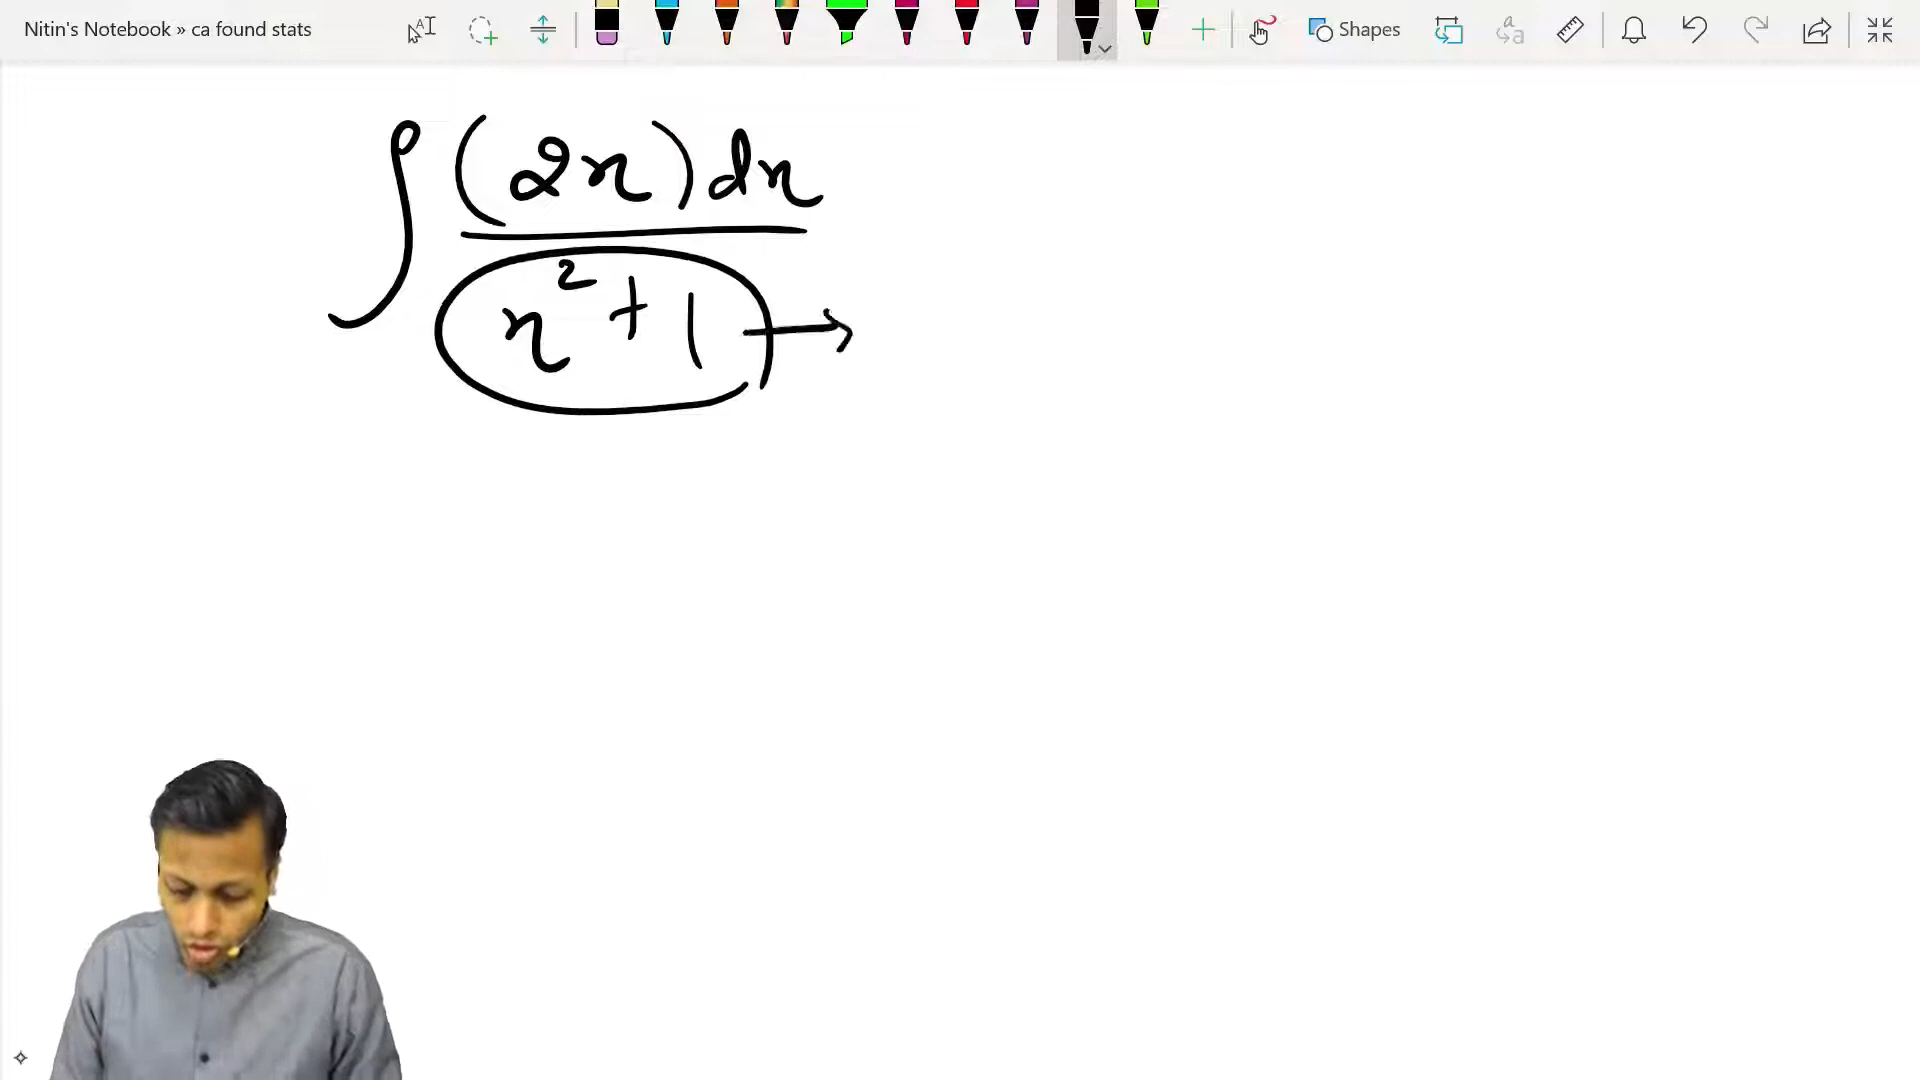 Nitin's Notebook » ca found stats
Shapes
∫ (2x) dx
x² + 1 →